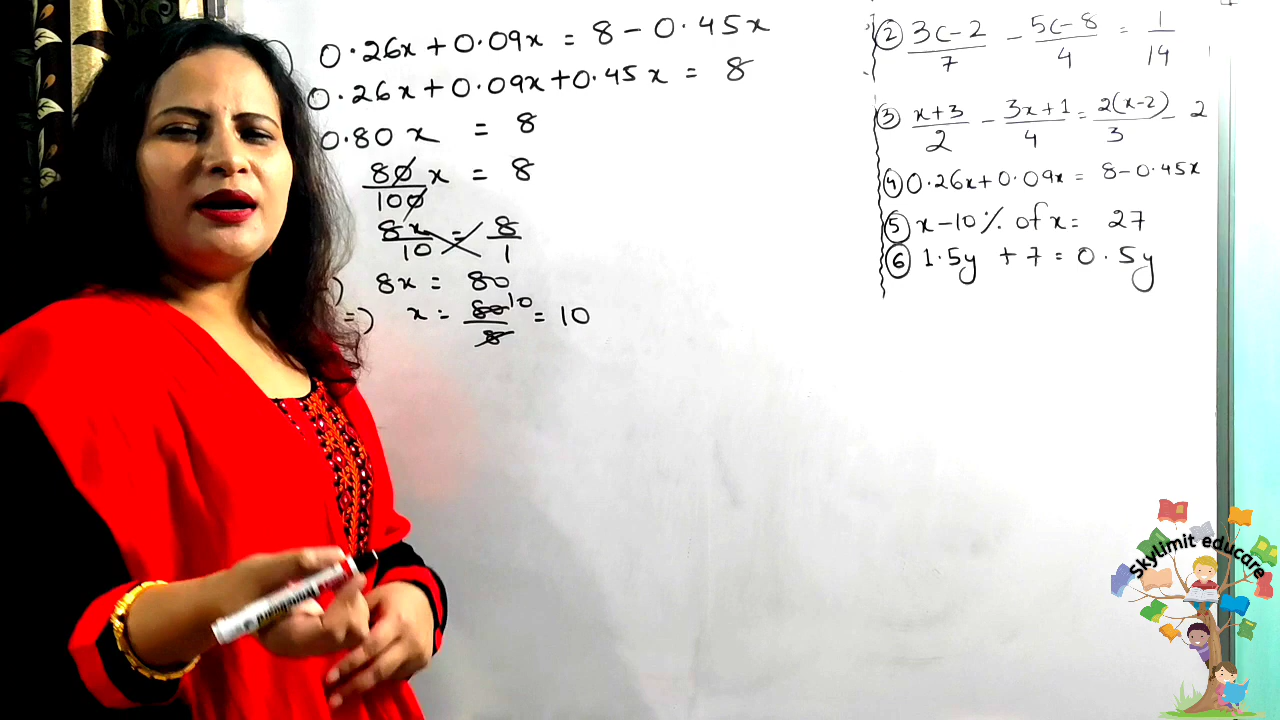 0.26x + 0.09x = 8 - 0.45x
0.26x + 0.09x + 0.45x = 8
0.80x = 8
80/100 x = 8
8x/10 = 8/1
8x = 80
=) x = 80/8 10 = 10
② 3c-2/7 - 5c-8/4 = 1/14
③ x+3/2 - 3x+1/4 = 2(x-2)/3 - 2
④ 0.26x + 0.09x = 8 - 0.45x
⑤ x - 10% of x = 27
⑥ 1.5y + 7 = 0.5y
Skylimit educare